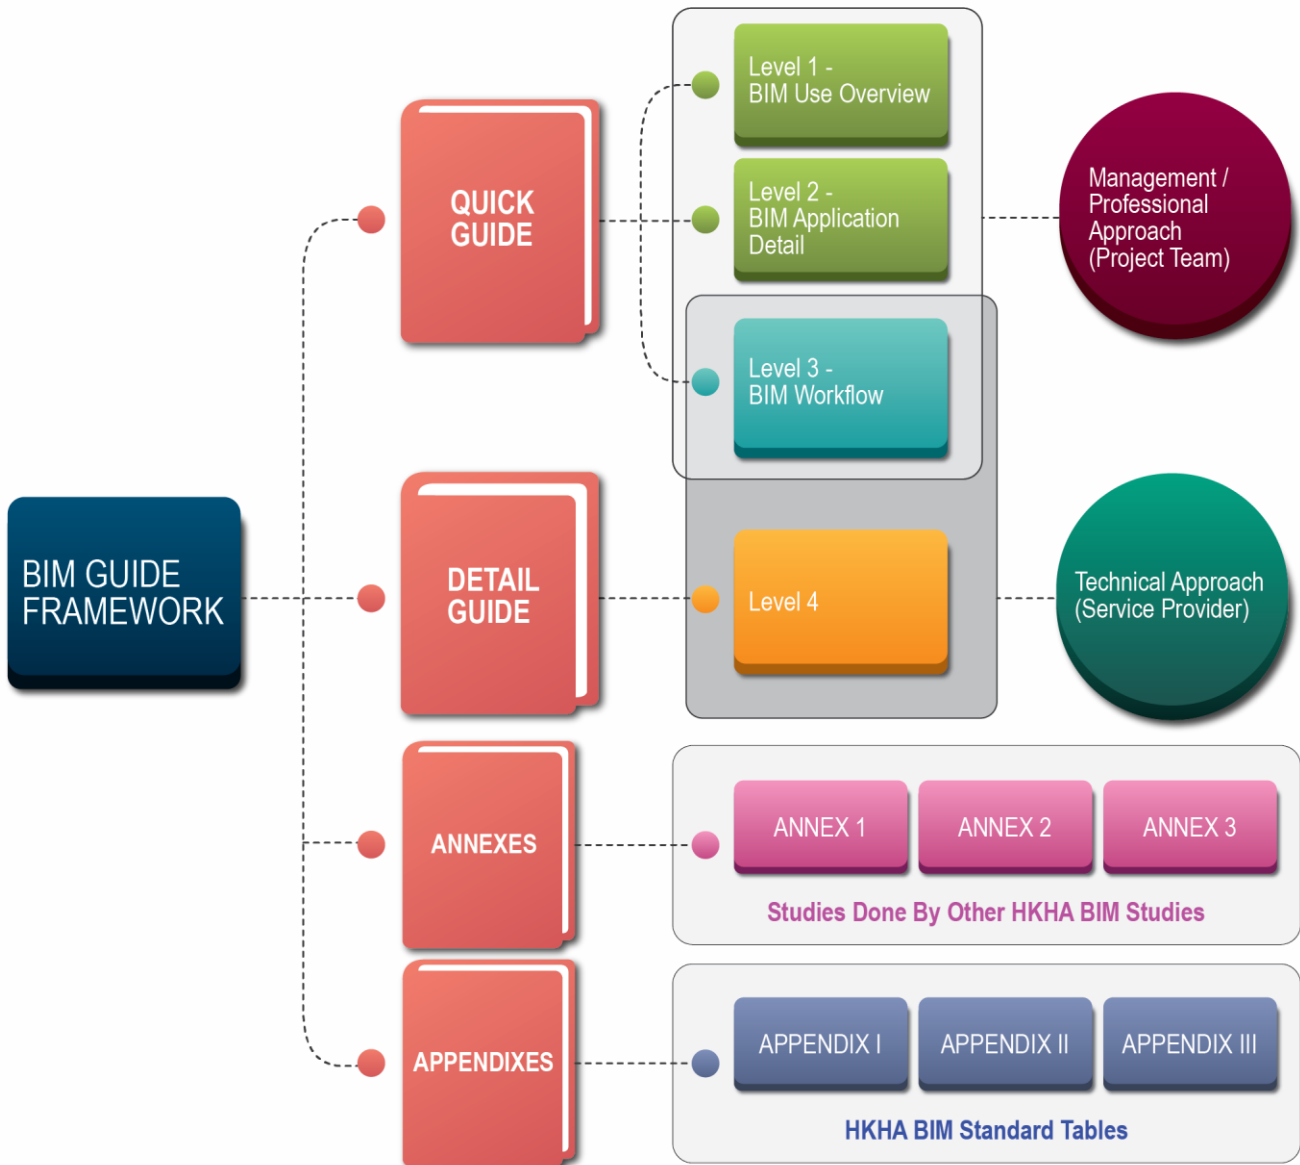 BIM GUIDE
FRAMEWORK
QUICK
GUIDE
Level 1 -
BIM Use Overview
Level 2 -
BIM Application
Detail
Level 3 -
BIM Workflow
Management /
Professional
Approach
(Project Team)
DETAIL
GUIDE
Level 4
Technical Approach
(Service Provider)
ANNEXES
ANNEX 1
ANNEX 2
ANNEX 3
Studies Done By Other HKHA BIM Studies
APPENDIXES
APPENDIX I
APPENDIX II
APPENDIX III
HKHA BIM Standard Tables